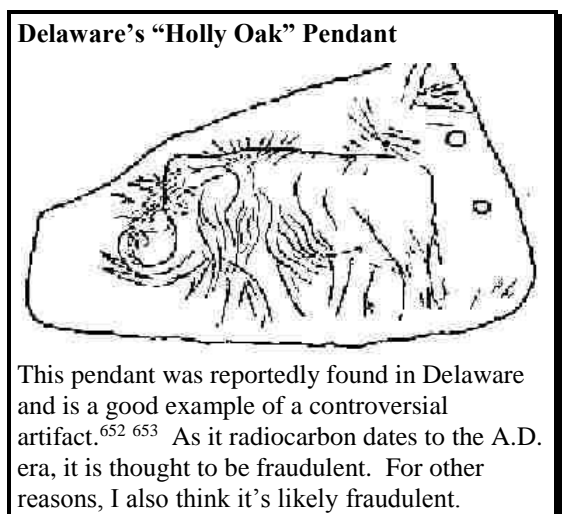 Delaware’s “Holly Oak” Pendant
This pendant was reportedly found in Delaware
and is a good example of a controversial
artifact.⁶⁵² ⁶⁵³ As it radiocarbon dates to the A.D.
era, it is thought to be fraudulent. For other
reasons, I also think it’s likely fraudulent.